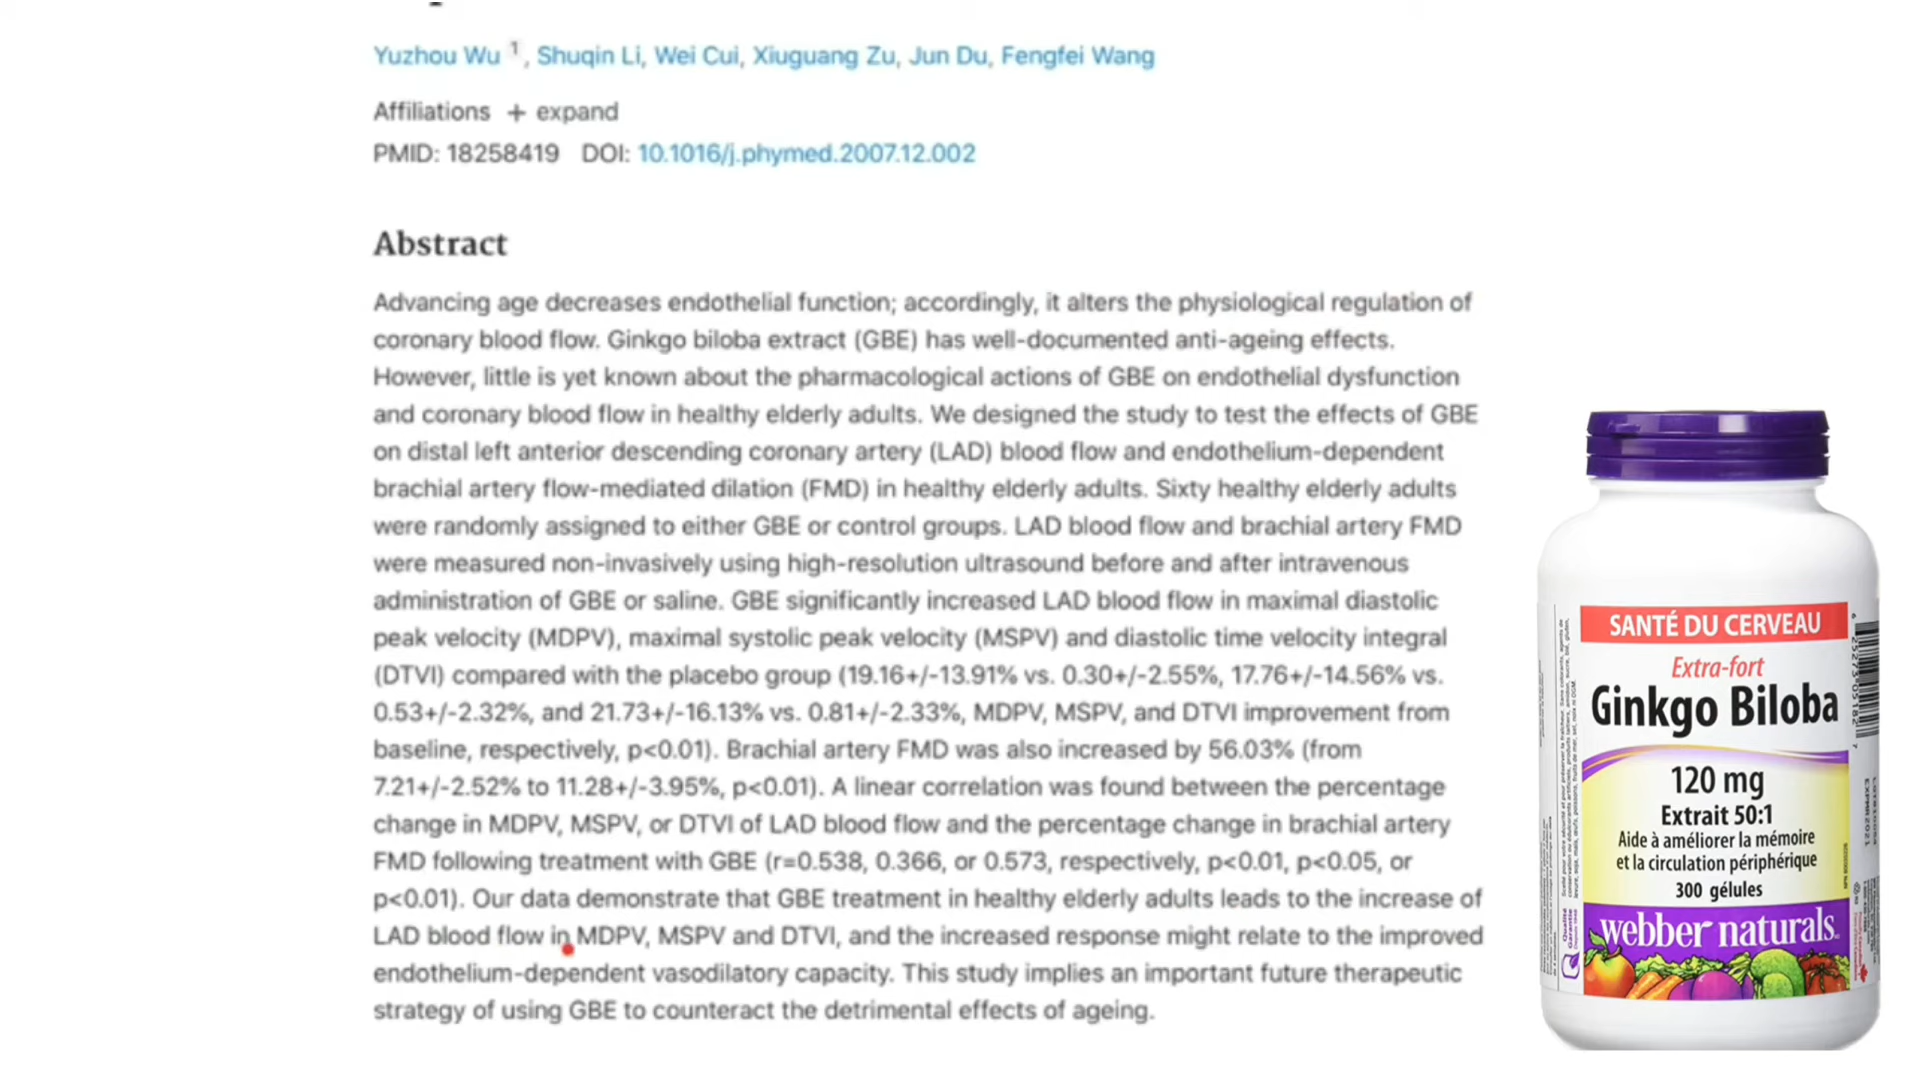 Yuzhou Wu 1, Shuqin Li, Wei Cui, Xiuguang Zu, Jun Du, Fengfei Wang
Affiliations + expand
PMID: 18258419 DOI: 10.1016/j.phymed.2007.12.002
Abstract
Advancing age decreases endothelial function; accordingly, it alters the physiological regulation of
coronary blood flow. Ginkgo biloba extract (GBE) has well-documented anti-ageing effects.
However, little is yet known about the pharmacological actions of GBE on endothelial dysfunction
and coronary blood flow in healthy elderly adults. We designed the study to test the effects of GBE
on distal left anterior descending coronary artery (LAD) blood flow and endothelium-dependent
brachial artery flow-mediated dilation (FMD) in healthy elderly adults. Sixty healthy elderly adults
were randomly assigned to either GBE or control groups. LAD blood flow and brachial artery FMD
were measured non-invasively using high-resolution ultrasound before and after intravenous
administration of GBE or saline. GBE significantly increased LAD blood flow in maximal diastolic
peak velocity (MDPV), maximal systolic peak velocity (MSPV) and diastolic time velocity integral
(DTVI) compared with the placebo group (19.16+/-13.91% vs. 0.30+/-2.55%, 17.76+/-14.56% vs.
0.53+/-2.32%, and 21.73+/-16.13% vs. 0.81+/-2.33%, MDPV, MSPV, and DTVI improvement from
baseline, respectively, p<0.01). Brachial artery FMD was also increased by 56.03% (from
7.21+/-2.52% to 11.28+/-3.95%, p<0.01). A linear correlation was found between the percentage
change in MDPV, MSPV, or DTVI of LAD blood flow and the percentage change in brachial artery
FMD following treatment with GBE (r=0.538, 0.366, or 0.573, respectively, p<0.01, p<0.05, or
p<0.01). Our data demonstrate that GBE treatment in healthy elderly adults leads to the increase of
LAD blood flow in MDPV, MSPV and DTVI, and the increased response might relate to the improved
endothelium-dependent vasodilatory capacity. This study implies an important future therapeutic
strategy of using GBE to counteract the detrimental effects of ageing.
SANTÉ DU CERVEAU
Extra-fort
Ginkgo Biloba
120 mg
Extrait 50:1
Aide à améliorer la mémoire
et la circulation périphérique
300 gélules
webber naturals